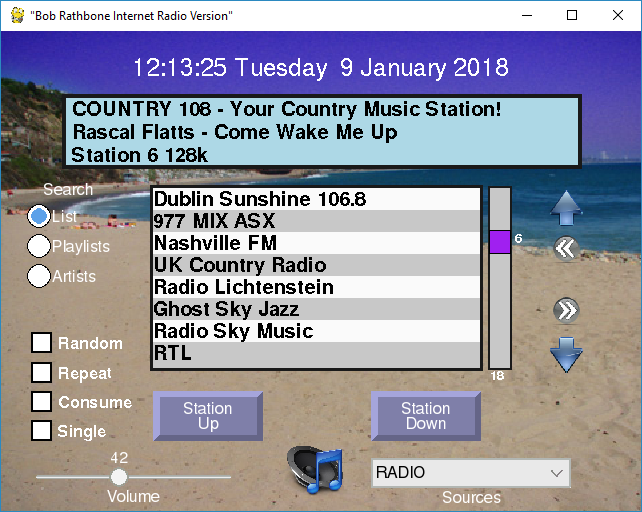 "Bob Rathbone Internet Radio Version"
12:13:25 Tuesday 9 January 2018
COUNTRY 108 - Your Country Music Station!
Rascal Flatts - Come Wake Me Up
Station 6 128k
Search
List
Playlists
Artists
Dublin Sunshine 106.8
977 MIX ASX
Nashville FM
UK Country Radio
Radio Lichtenstein
Ghost Sky Jazz
Radio Sky Music
RTL
6
18
Random
Repeat
Consume
Single
Station
Up
Station
Down
42
Volume
RADIO
Sources